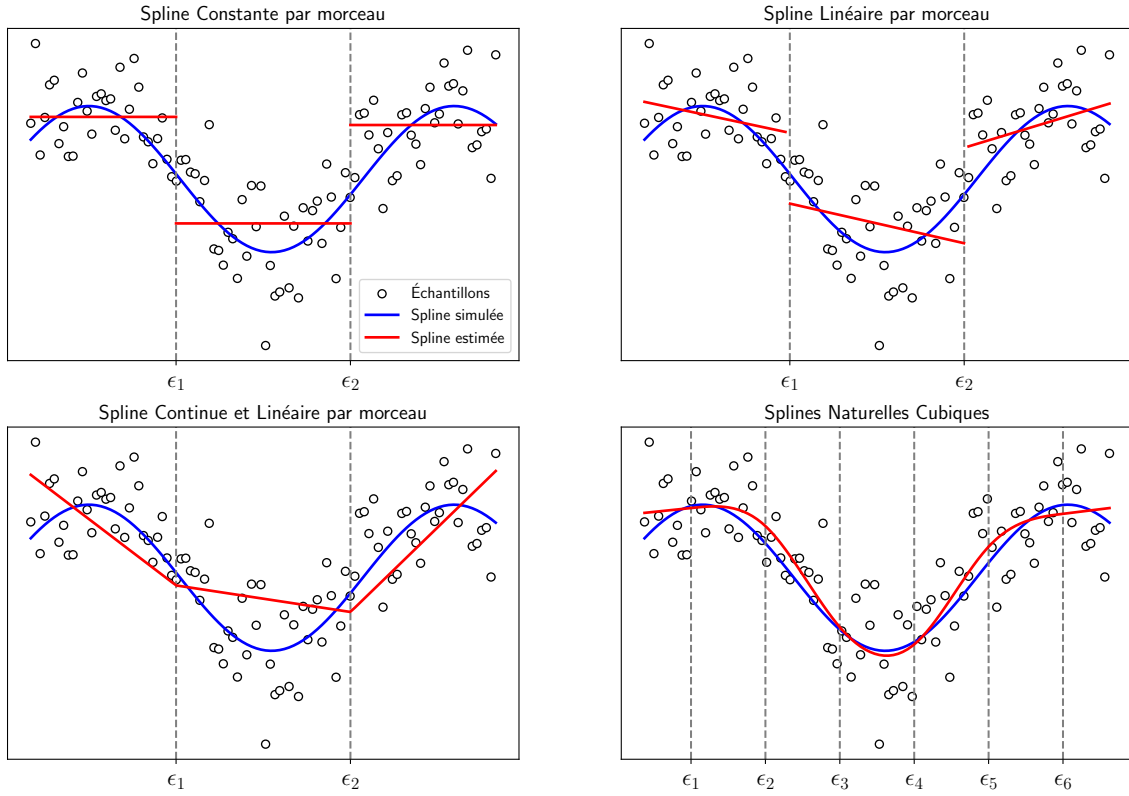 Spline Constante par morceau
Spline Linéaire par morceau
Échantillons
Spline simulée
Spline estimée
ϵ1 ϵ2
ϵ1 ϵ2
Spline Continue et Linéaire par morceau
Splines Naturelles Cubiques
ϵ1 ϵ2
ϵ1 ϵ2 ϵ3 ϵ4 ϵ5 ϵ6